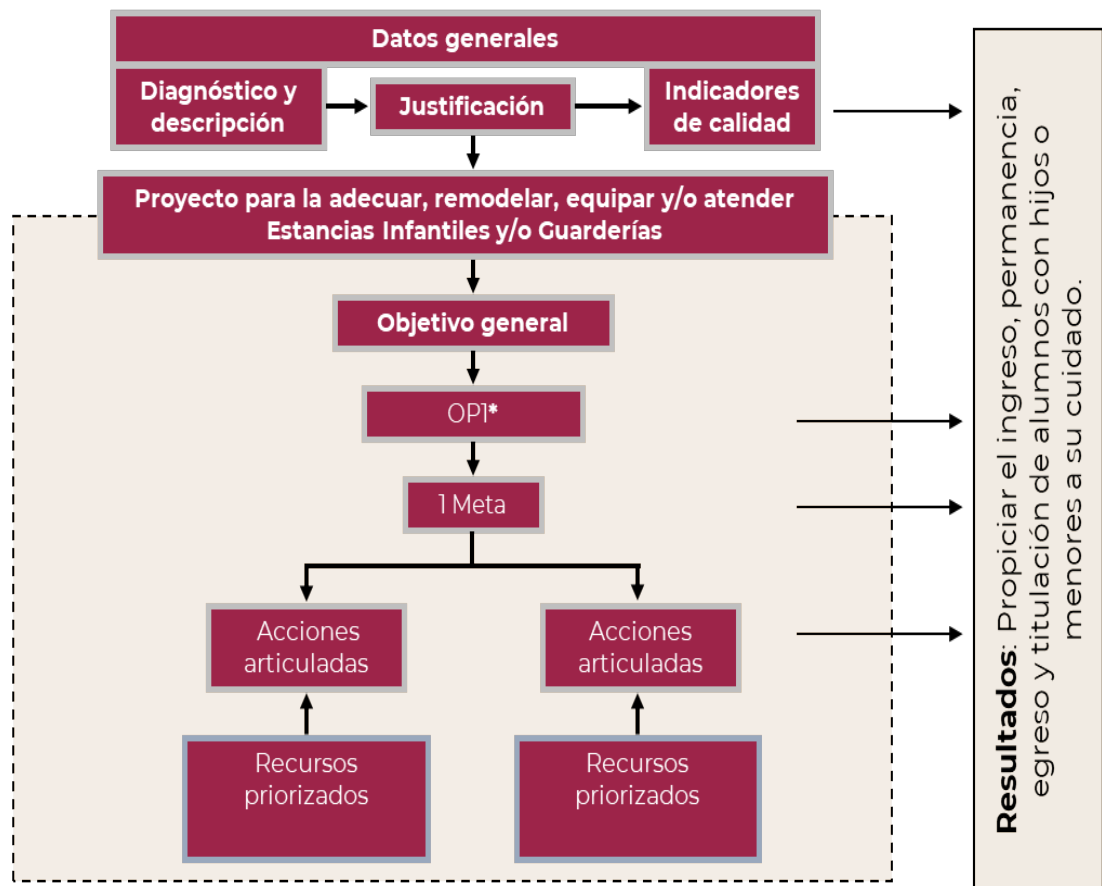 Datos generales
Diagnóstico y
descripción
Justificación
Indicadores
de calidad
Proyecto para la adecuar, remodelar, equipar y/o atender
Estancias Infantiles y/o Guarderías
Objetivo general
OP1*
1 Meta
Acciones
articuladas
Acciones
articuladas
Recursos
priorizados
Recursos
priorizados
Resultados: Propiciar el ingreso, permanencia,
egreso y titulación de alumnos con hijos o
menores a su cuidado.